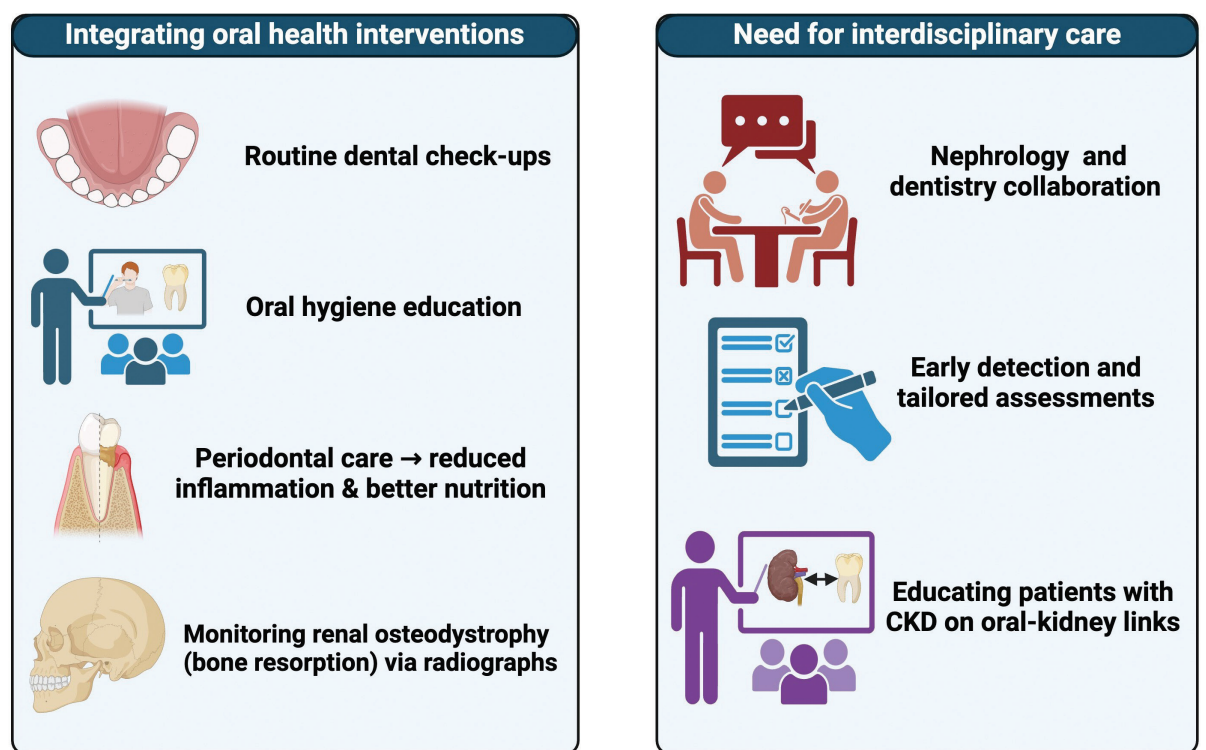 Integrating oral health interventions
Routine dental check-ups
Oral hygiene education
Periodontal care → reduced
inflammation & better nutrition
Monitoring renal osteodystrophy
(bone resorption) via radiographs
Need for interdisciplinary care
Nephrology and
dentistry collaboration
Early detection and
tailored assessments
Educating patients with
CKD on oral-kidney links